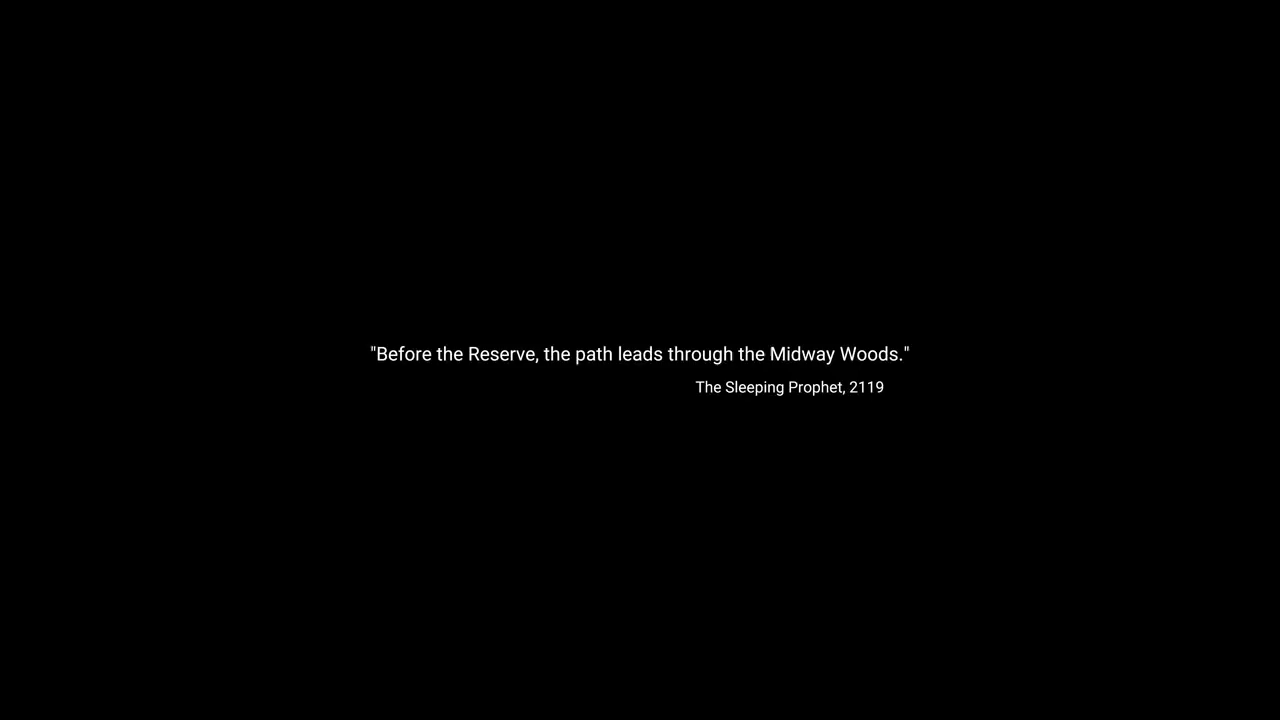 "Before the Reserve, the path leads through the Midway Woods."
The Sleeping Prophet, 2119